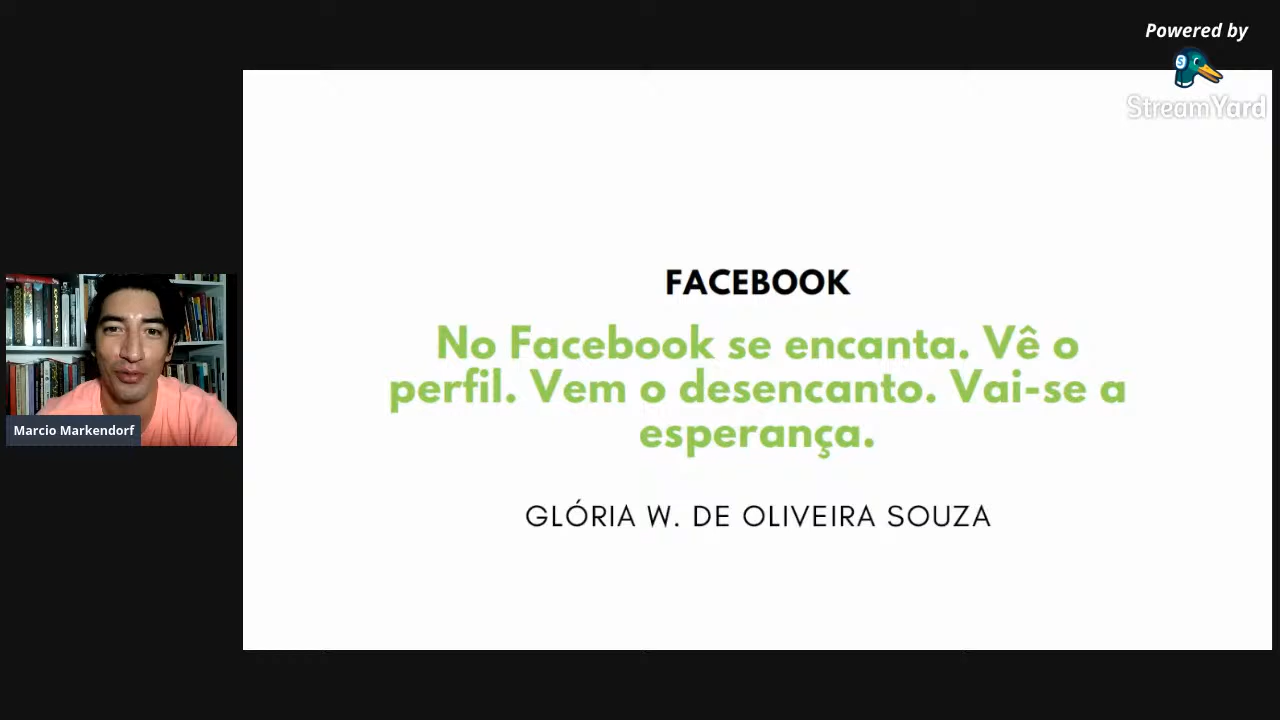 Powered by
StreamYard
FACEBOOK
No Facebook se encanta. Vê o
perfil. Vem o desencanto. Vai-se a
esperança.
GLÓRIA W. DE OLIVEIRA SOUZA
Marcio Markendorf